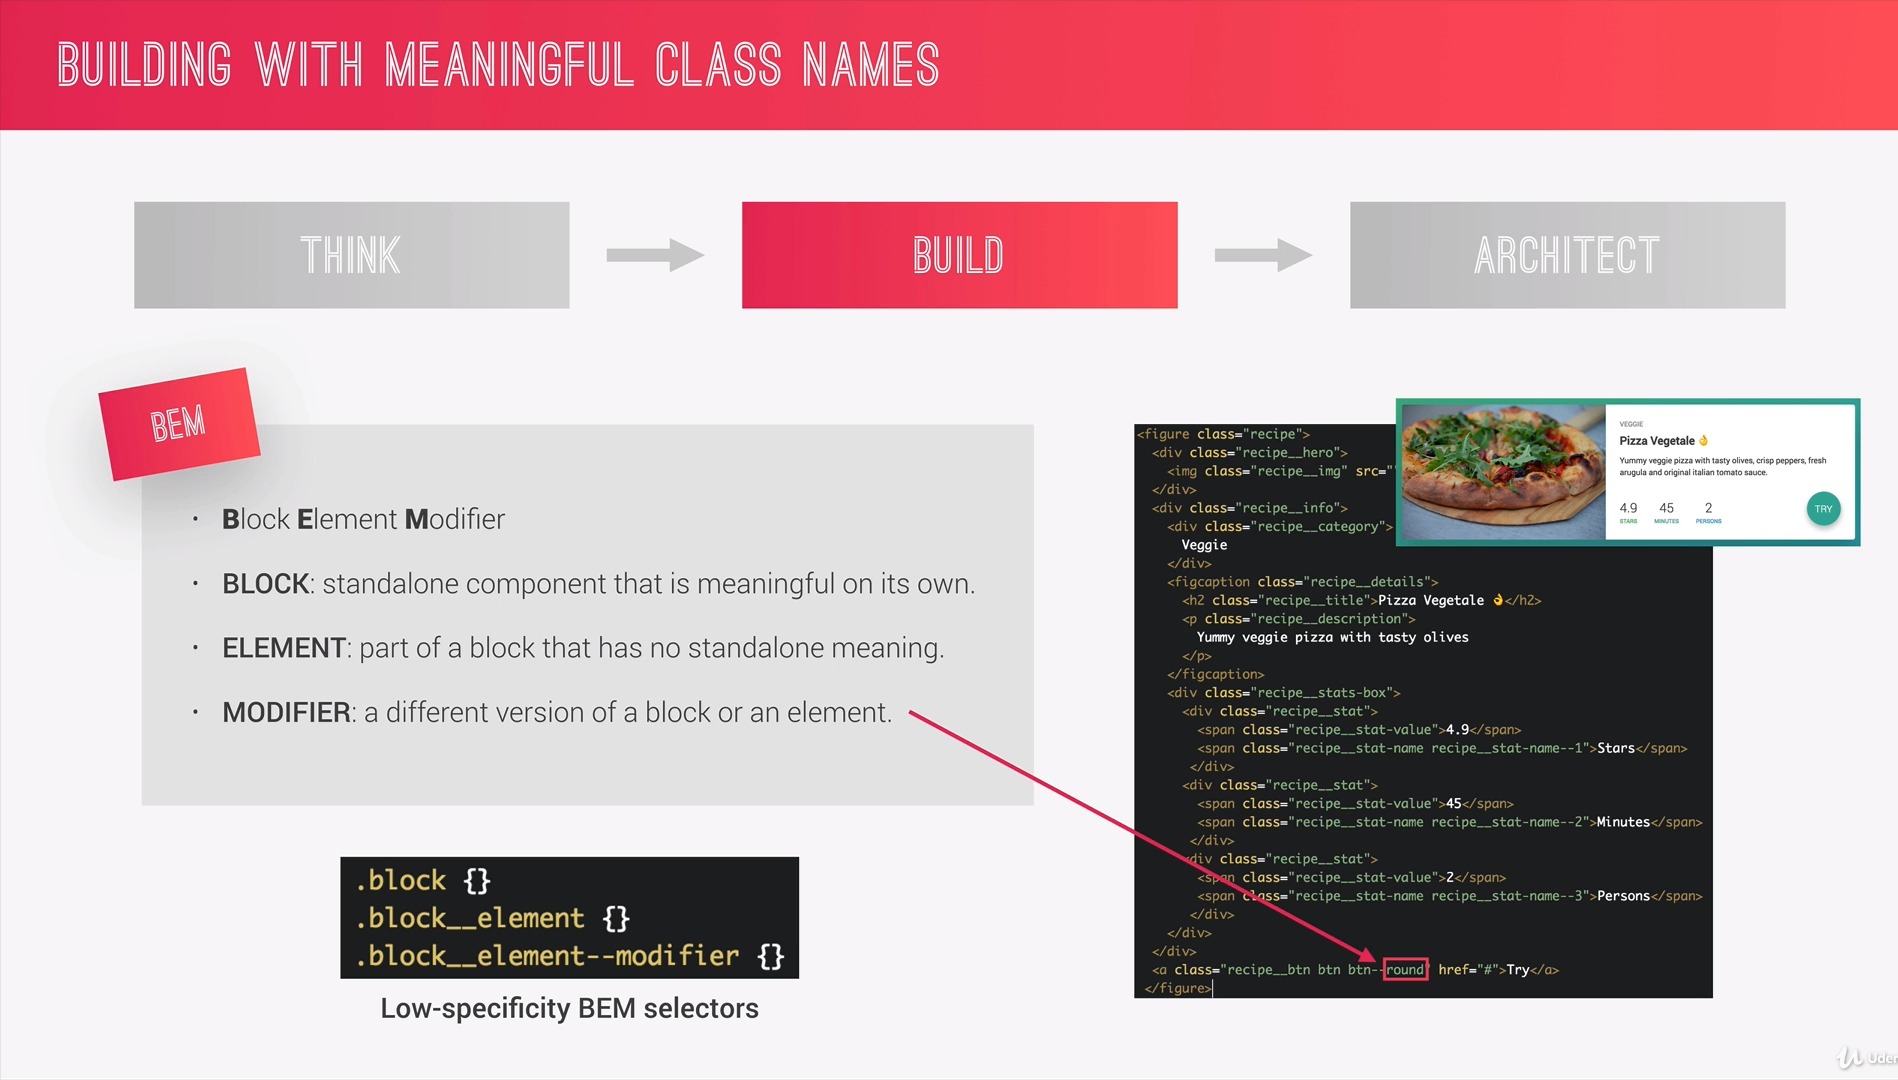 BUILDING WITH MEANINGFUL CLASS NAMES
THINK
BUILD
ARCHITECT
BEM
· Block Element Modifier
· BLOCK: standalone component that is meaningful on its own.
· ELEMENT: part of a block that has no standalone meaning.
· MODIFIER: a different version of a block or an element.
.block {}
.block__element {}
.block__element--modifier {}
Low-specificity BEM selectors
<figure class="recipe">
<div class="recipe__hero">
<img class="recipe__img" src="
</div>
<div class="recipe__info">
<div class="recipe__category">
Veggie
</div>
<figcaption class="recipe__details">
<h2 class="recipe__title">Pizza Vegetale 👌</h2>
<p class="recipe__description">
Yummy veggie pizza with tasty olives
</p>
</figcaption>
<div class="recipe__stats-box">
<div class="recipe__stat">
<span class="recipe__stat-value">4.9</span>
<span class="recipe__stat-name recipe__stat-name--1">Stars</span>
</div>
<div class="recipe__stat">
<span class="recipe__stat-value">45</span>
<span class="recipe__stat-name recipe__stat-name--2">Minutes</span>
</div>
<div class="recipe__stat">
<span class="recipe__stat-value">2</span>
<span class="recipe__stat-name recipe__stat-name--3">Persons</span>
</div>
</div>
</div>
<a class="recipe__btn btn btn--round" href="#">Try</a>
</figure>
VEGGIE
Pizza Vegetale 👌
Yummy veggie pizza with tasty olives, crisp peppers, fresh
arugula and original italian tomato sauce.
4.9 45 2
STARS MINUTES PERSONS
TRY